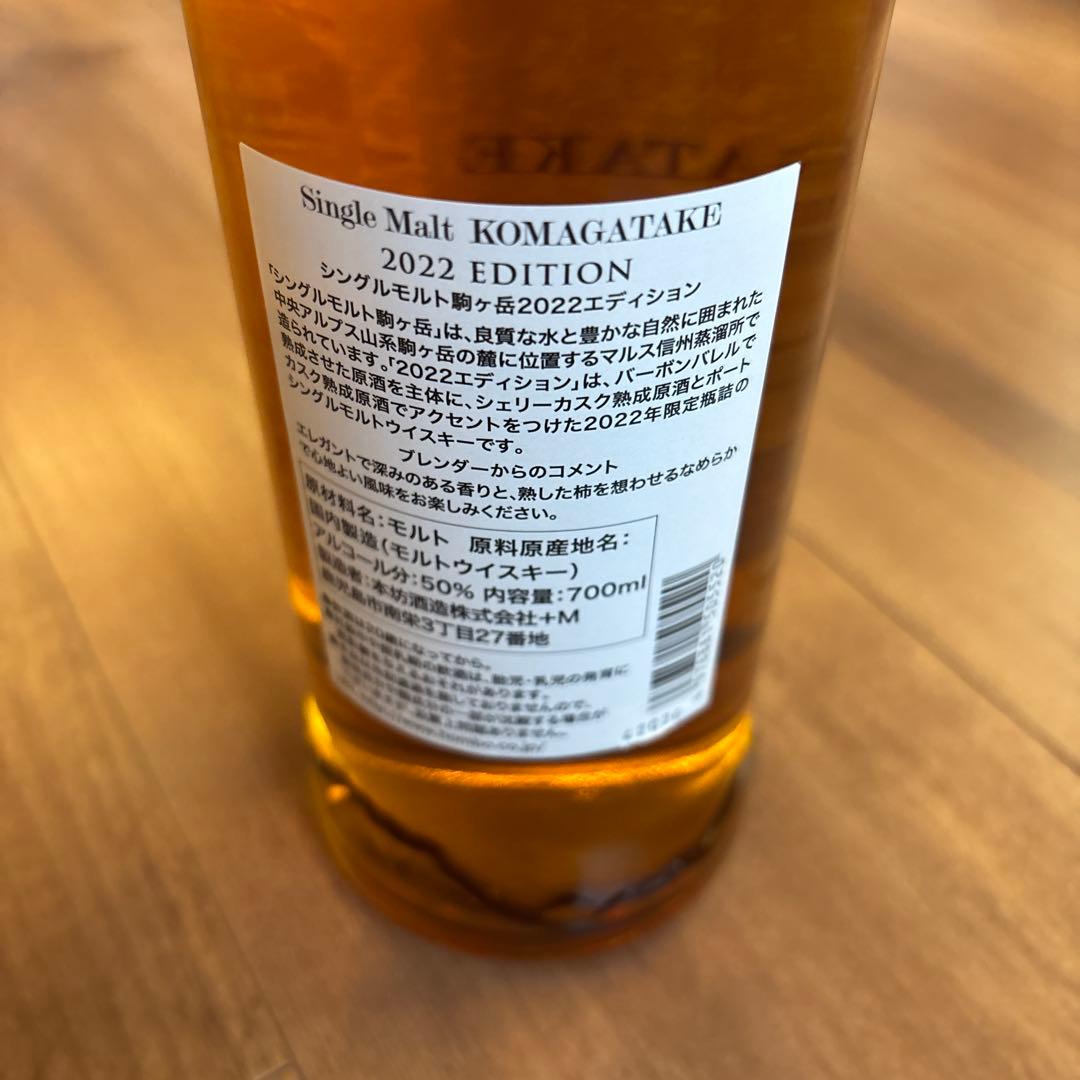 Single Malt KOMAGATAKE
2022 EDITION
シングルモルト駒ヶ岳2022エディション
「シングルモルト駒ヶ岳」は、良質な水と豊かな自然に囲まれた
中央アルプス山系駒ヶ岳の麓に位置するマルス信州蒸溜所で
造られています。「2022エディション」は、バーボンバレルで
熟成させた原酒を主体に、シェリーカスク熟成原酒とポート
カスク熟成原酒でアクセントをつけた2022年限定瓶詰の
シングルモルトウイスキーです。
ブレンダーからのコメント
エレガントで深みのある香りと、熟した柿を想わせるなめらか
で心地よい風味をお楽しみください。
原材料名：モルト 原料原産地名：
国内製造（モルトウイスキー）
アルコール分：50% 内容量：700ml
製造者：本坊酒造株式会社＋M
鹿児島市南栄3丁目27番地
ATAKE